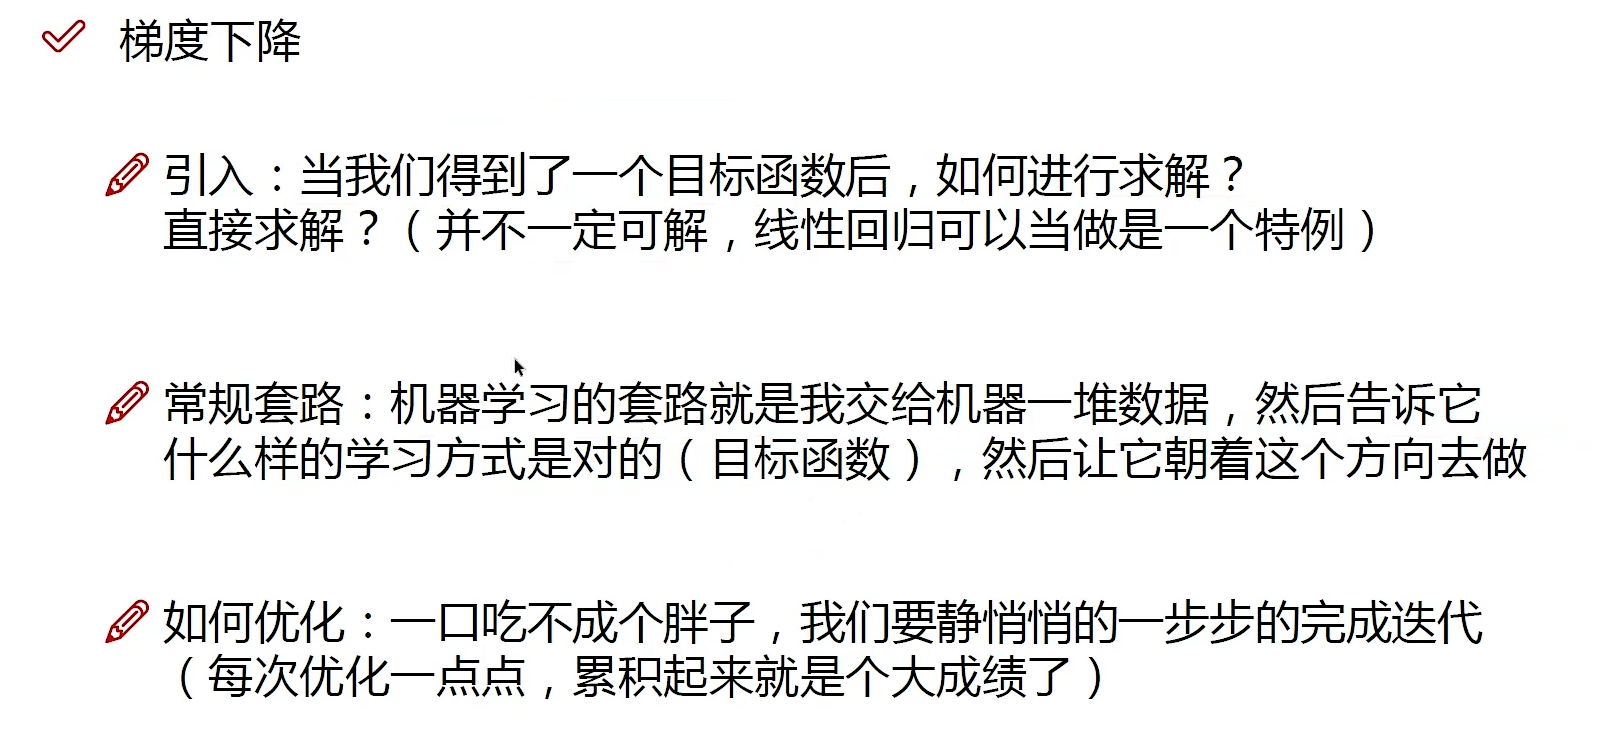 梯度下降
引入：当我们得到了一个目标函数后，如何进行求解？
直接求解？（并不一定可解，线性回归可以当做是一个特例）
常规套路：机器学习的套路就是我交给机器一堆数据，然后告诉它
什么样的学习方式是对的（目标函数），然后让它朝着这个方向去做
如何优化：一口吃不成个胖子，我们要静悄悄的一步步的完成迭代
（每次优化一点点，累积起来就是个大成绩了）